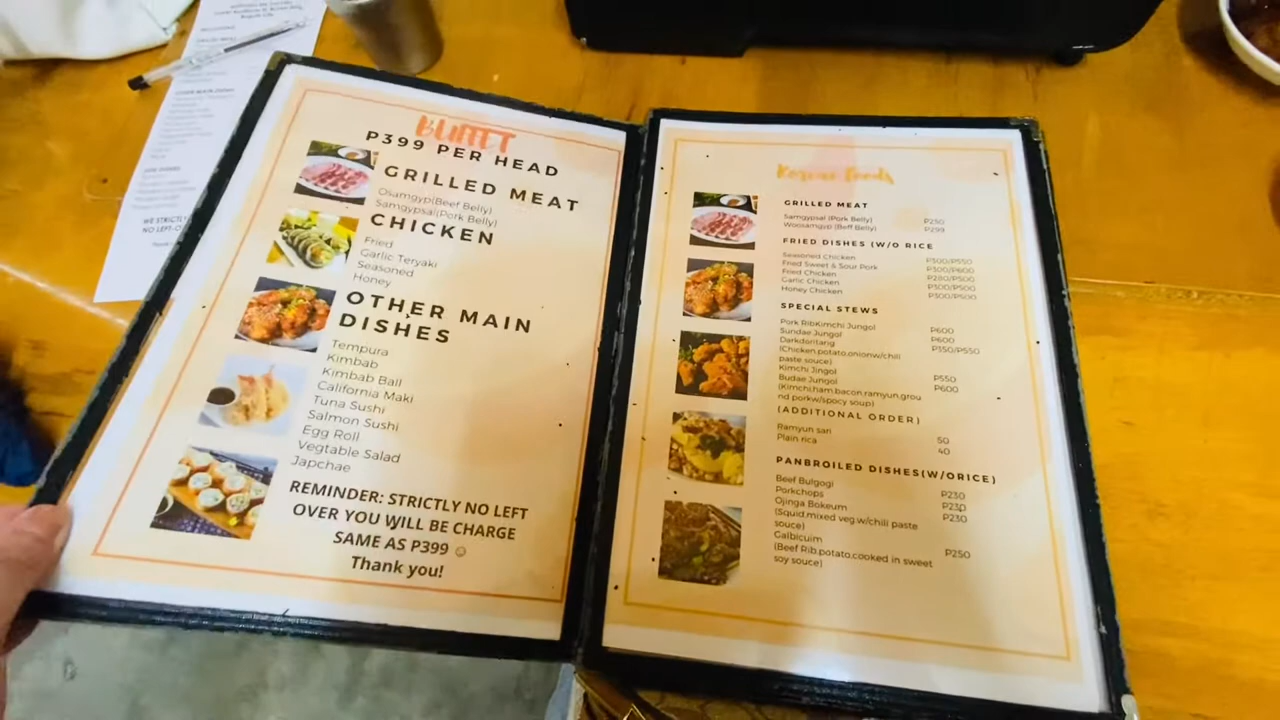 BUFFET
P399 PER HEAD
GRILLED MEAT
Osamgyp(Beef Belly)
Samgypsal(Pork Belly)
CHICKEN
Fried
Garlic Teryaki
Seasoned
Honey
OTHER MAIN
DISHES
Tempura
Kimbab
Kimbab Ball
California Maki
Tuna Sushi
Salmon Sushi
Egg Roll
Vegtable Salad
Japchae
REMINDER: STRICTLY NO LEFT
OVER YOU WILL BE CHARGE
SAME AS P399 ☺
Thank you!
Korean Foods
GRILLED MEAT
Samgypsal (Pork Belly) P250
Woosamgyp (Beff Belly) P299
FRIED DISHES (W/O RICE
Seasoned Chicken P300/P550
Fried Sweet & Sour Pork P300/P600
Fried Chicken P280/P500
Garlic Chicken P300/P500
Honey Chicken P300/P500
SPECIAL STEWS
Pork RibKimchi Jungol P600
Sundae Jungol P600
Darkdoritang P350/P550
(Chicken.potato.onionw/chili
paste souce)
Kimchi Jingol P550
Budae Jungol P600
(Kimchi,ham,bacon,ramyun,grou
nd porkw/spocy soup)
(ADDITIONAL ORDER)
Ramyun sari 50
Plain rica 40
PANBROILED DISHES(W/ORICE)
Beef Bulgogi P230
Porkchops P230
Ojinga Bokeum P230
(Squid,mixed veg.w/chili paste
souce)
Galbicuim P250
(Beef Rib,potato,cooked in sweet
soy souce)
WE STRICTLY
NO LEFT-O